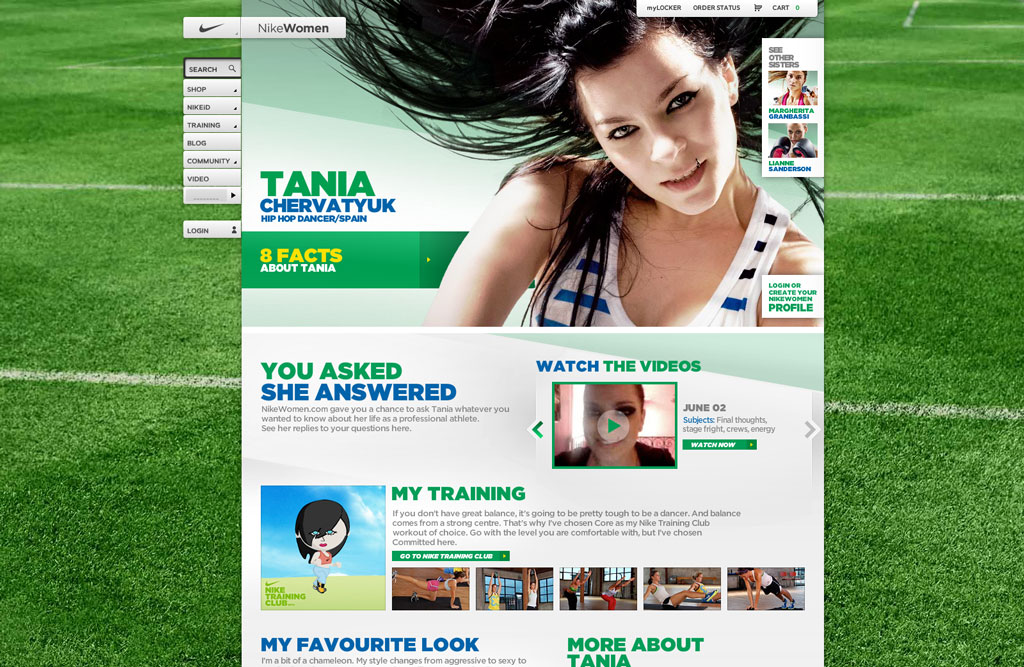 myLOCKER ORDER STATUS CART 0
NikeWomen
SEARCH
SHOP
NIKEiD
TRAINING
BLOG
COMMUNITY
VIDEO
LOGIN
SEE
OTHER
SISTERS
MARGHERITA
GRANBASSI
LIANNE
SANDERSON
TANIA
CHERVATYUK
HIP HOP DANCER/SPAIN
8 FACTS
ABOUT TANIA
LOGIN OR
CREATE YOUR
NIKEWOMEN
PROFILE
YOU ASKED
SHE ANSWERED
NikeWomen.com gave you a chance to ask Tania whatever you
wanted to know about her life as a professional athlete.
See her replies to your questions here.
WATCH THE VIDEOS
JUNE 02
Subjects: Final thoughts,
stage fright, crews, energy
WATCH NOW
MY TRAINING
If you don't have great balance, it's going to be pretty tough to be a dancer. And balance
comes from a strong centre. That's why I've chosen Core as my Nike Training Club
workout of choice. Go with the level you are comfortable with, but I've chosen
Committed here.
GO TO NIKE TRAINING CLUB
NIKE
TRAINING
CLUB
MY FAVOURITE LOOK
I'm a bit of a chameleon. My style changes from aggressive to sexy to
MORE ABOUT
TANIA